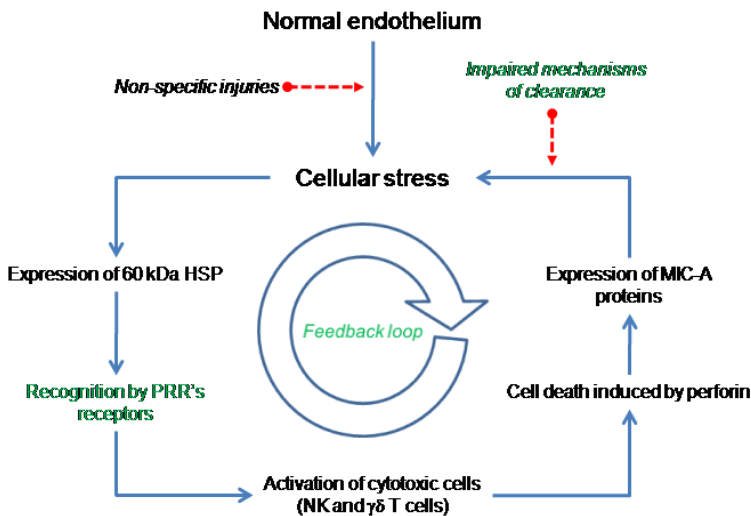 Normal endothelium
Non-specific injuries
Impaired mechanisms
of clearance
Cellular stress
Expression of 60 kDa HSP
Expression of MIC-A
proteins
Feedback loop
Recognition by PRR's
receptors
Cell death induced by perforin
Activation of cytotoxic cells
(NK and γδ T cells)